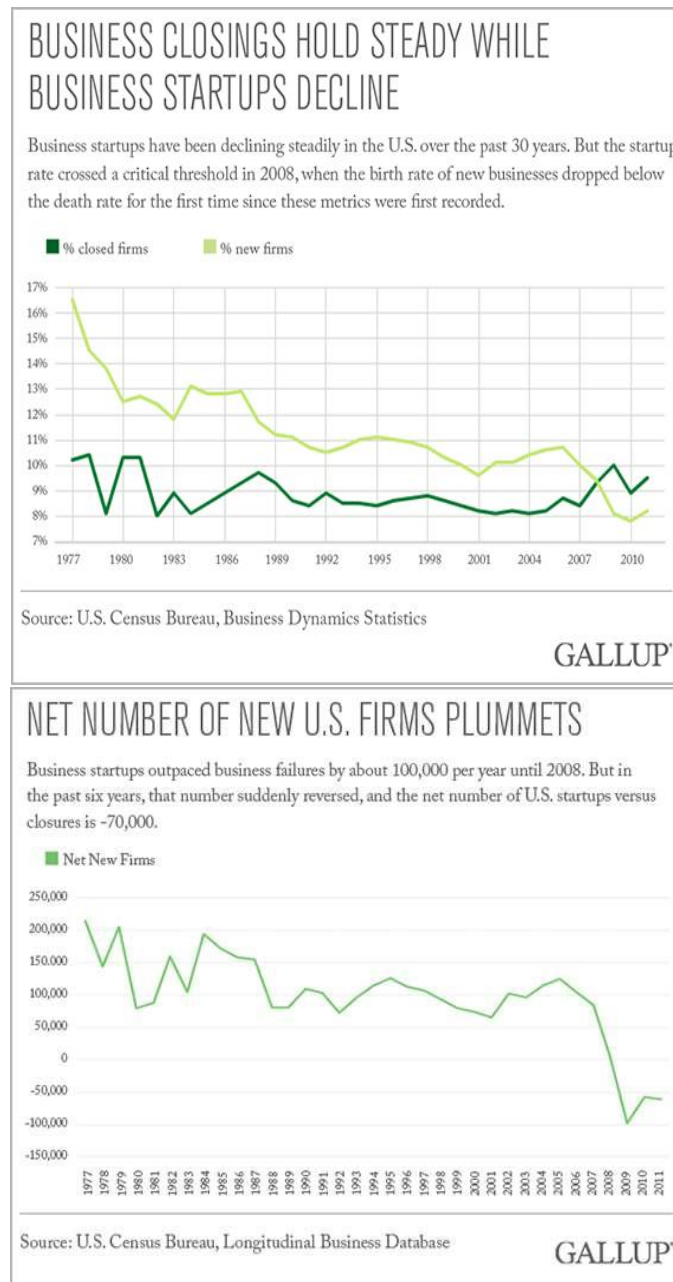 BUSINESS CLOSINGS HOLD STEADY WHILE
BUSINESS STARTUPS DECLINE
Business startups have been declining steadily in the U.S. over the past 30 years. But the startup
rate crossed a critical threshold in 2008, when the birth rate of new businesses dropped below
the death rate for the first time since these metrics were first recorded.
% closed firms % new firms
17%
16%
15%
14%
13%
12%
11%
10%
9%
8%
7%
1977 1980 1983 1986 1989 1992 1995 1998 2001 2004 2007 2010
Source: U.S. Census Bureau, Business Dynamics Statistics
GALLUP
NET NUMBER OF NEW U.S. FIRMS PLUMMETS
Business startups outpaced business failures by about 100,000 per year until 2008. But in
the past six years, that number suddenly reversed, and the net number of U.S. startups versus
closures is -70,000.
Net New Firms
250,000
200,000
150.000
100,000
50,000
0
-50,000
-100,000
-150,000
1977 1978 1979 1980 1981 1982 1983 1984 1985 1986 1987 1988 1989 1990 1991 1992 1993 1994 1995 1996 1997 1998 1999 2000 2001 2002 2003 2004 2005 2006 2007 2008 2009 2010 2011
Source: U.S. Census Bureau, Longitudinal Business Database
GALLUP